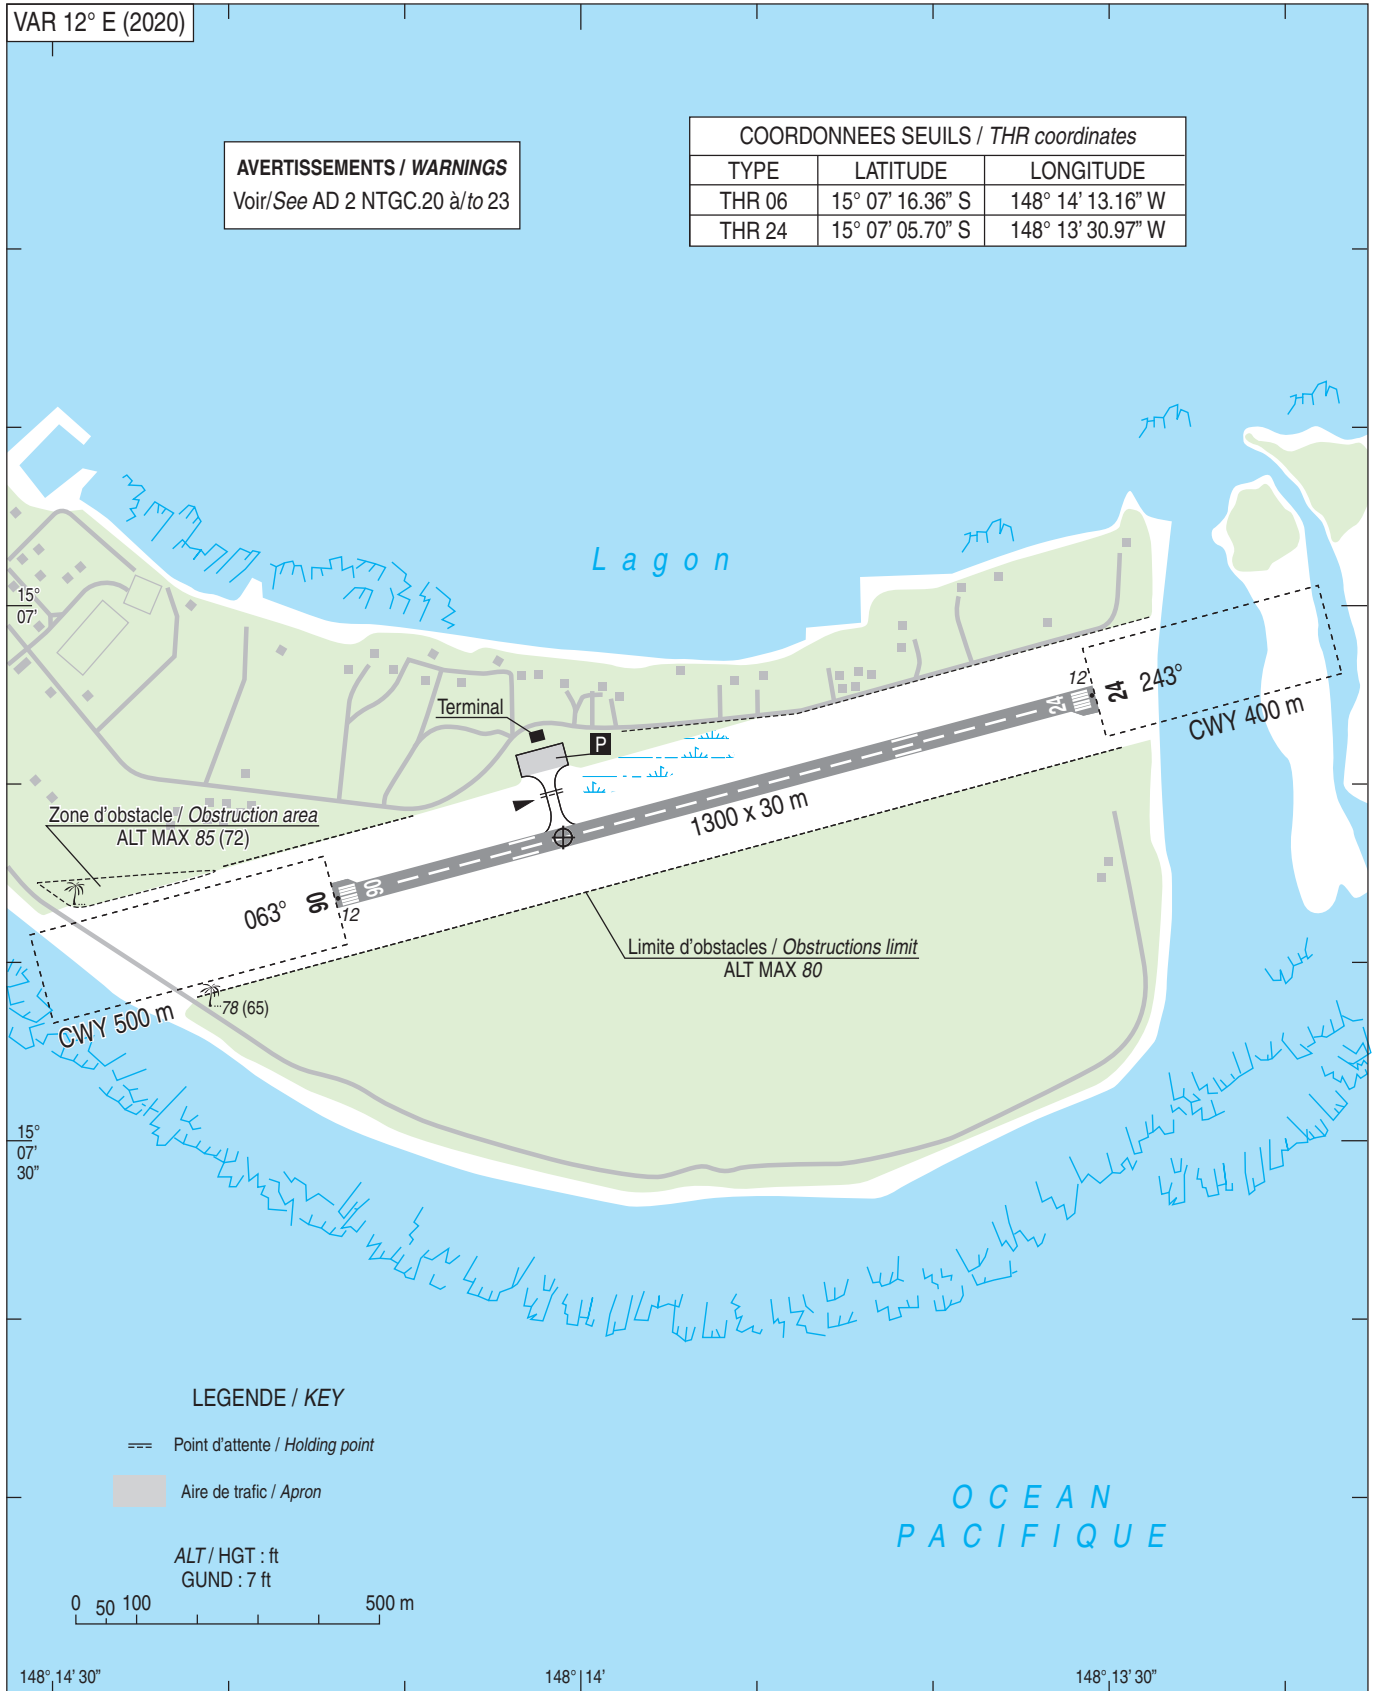 VAR 12° E (2020)
AVERTISSEMENTS / WARNINGS
Voir/See AD 2 NTGC.20 à/to 23
COORDONNEES SEUILS / THR coordinates
TYPE LATITUDE LONGITUDE
THR 06 15° 07’ 16.36” S 148° 14’ 13.16” W
THR 24 15° 07’ 05.70” S 148° 13’ 30.97” W
Lagon
15°
07’
12
24
24
243°
CWY 400 m
Terminal
P
1300 x 30 m
Zone d’obstacle / Obstruction area
ALT MAX 85 (72)
063°
06
06
12
Limite d’obstacles / Obstructions limit
ALT MAX 80
78 (65)
CWY 500 m
15°
07’
30”
LEGENDE / KEY
Point d’attente / Holding point
Aire de trafic / Apron
OCEAN
PACIFIQUE
ALT / HGT : ft
GUND : 7 ft
0 50 100 500 m
148° 14’ 30” 148° 14’ 148° 13’ 30”